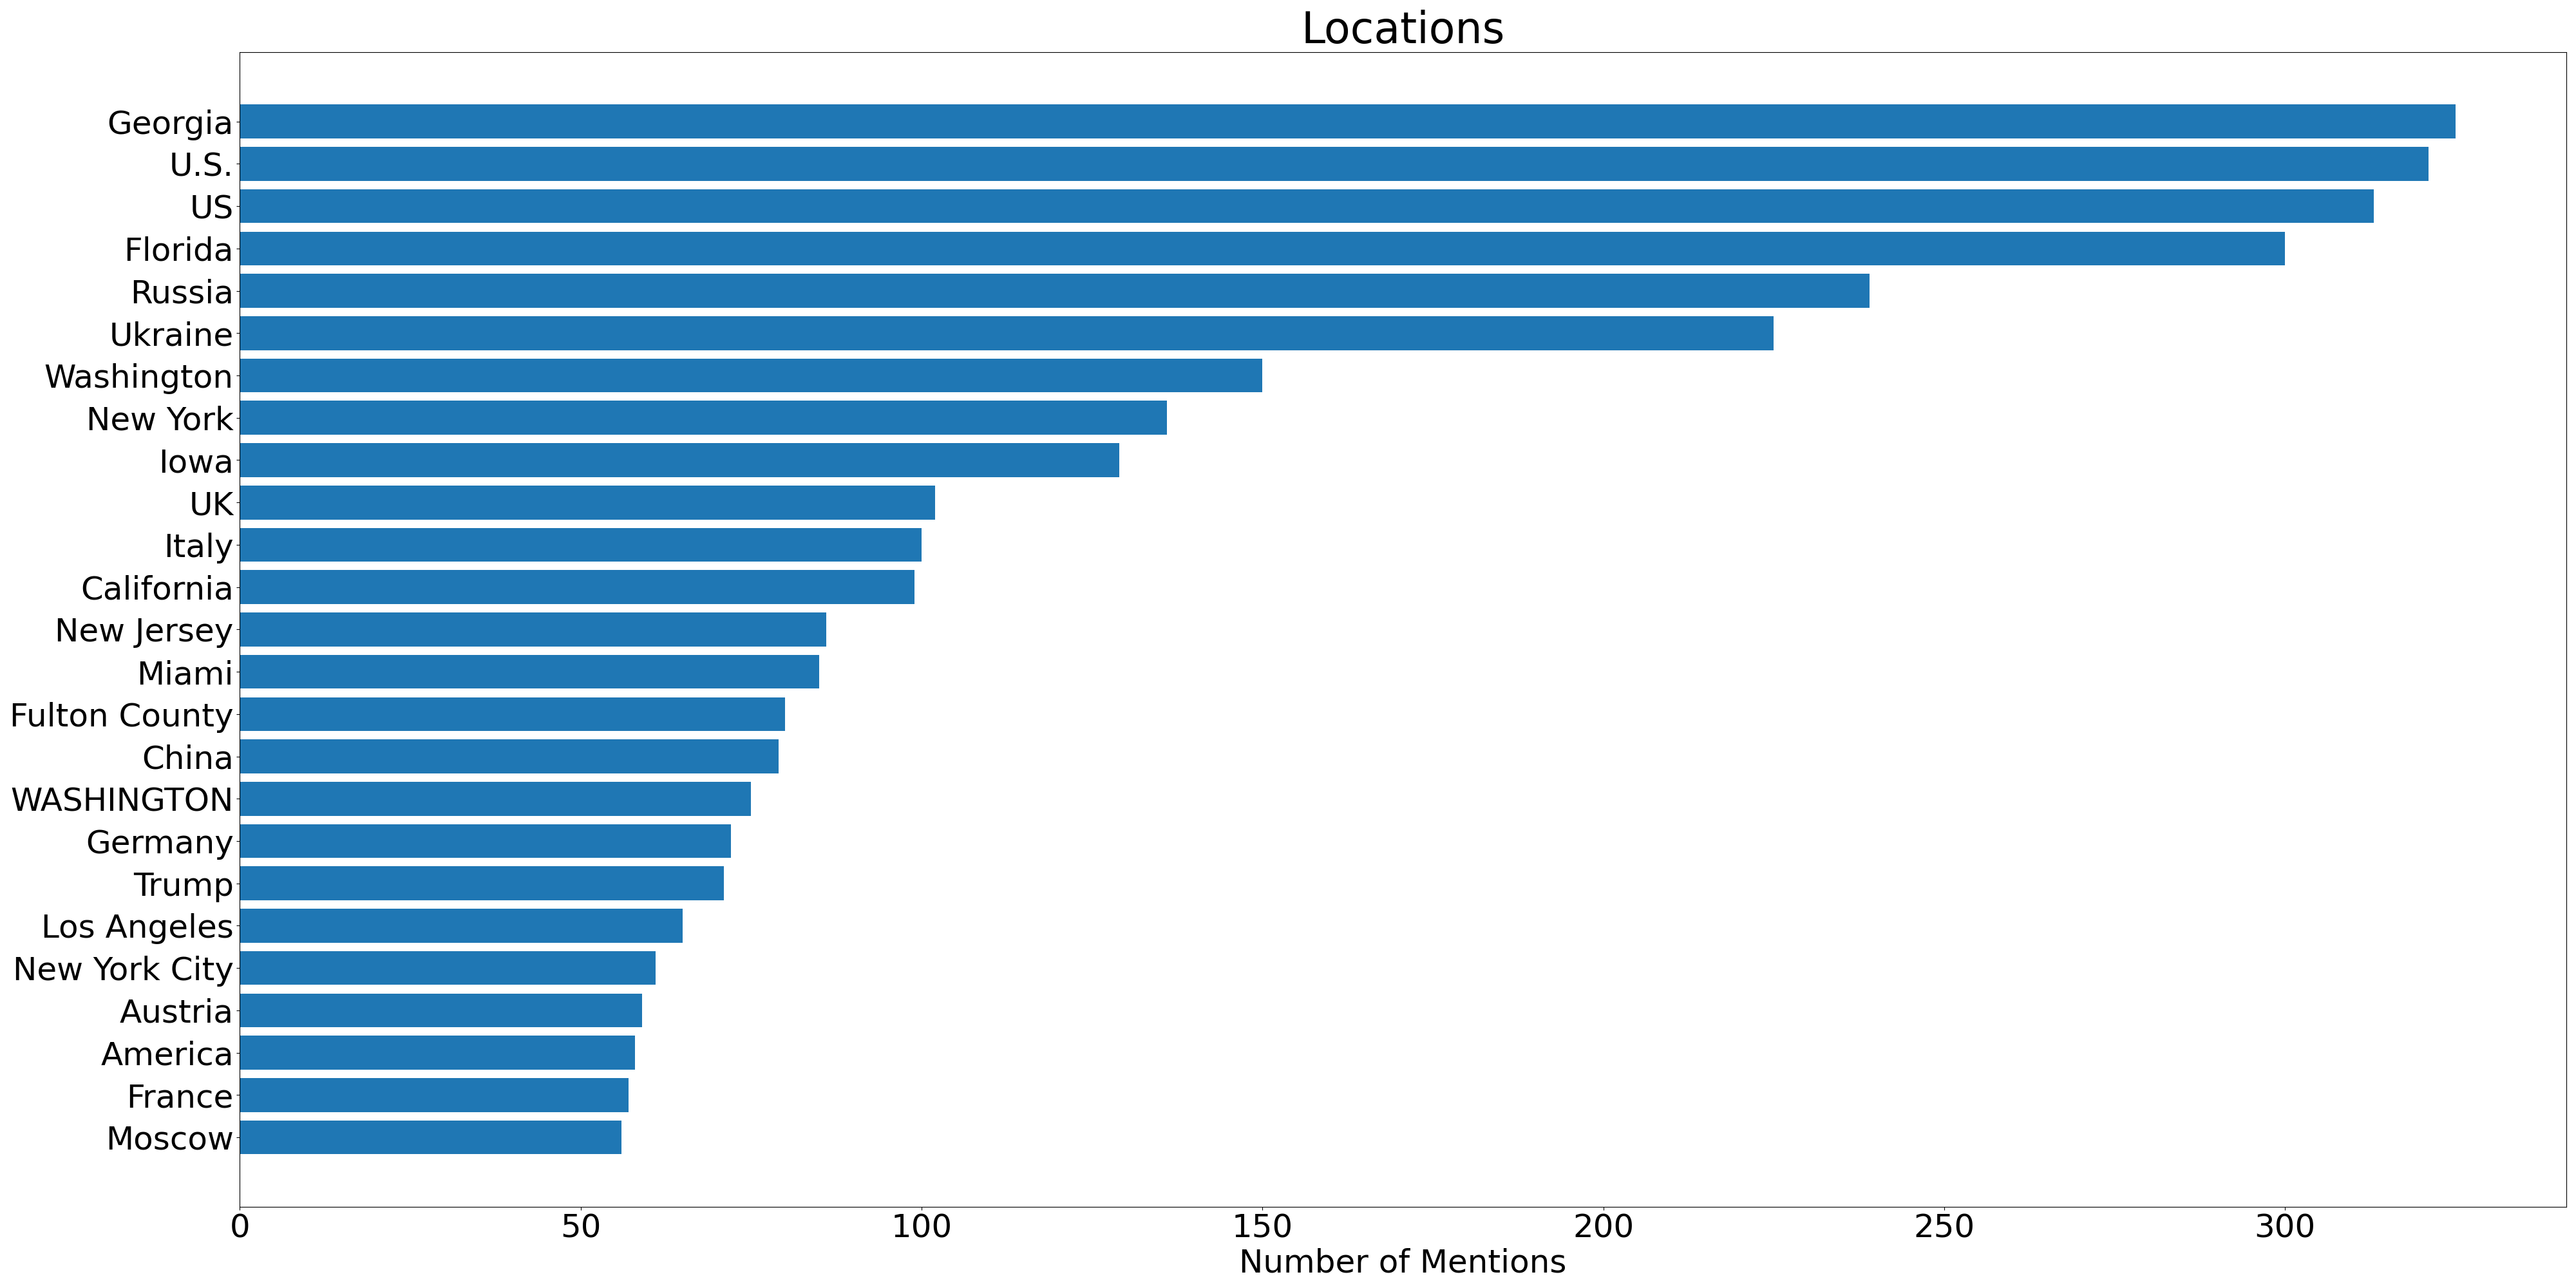 Locations
Georgia
U.S.
US
Florida
Russia
Ukraine
Washington
New York
Iowa
UK
Italy
California
New Jersey
Miami
Fulton County
China
WASHINGTON
Germany
Trump
Los Angeles
New York City
Austria
America
France
Moscow
0 50 100 150 200 250 300
Number of Mentions